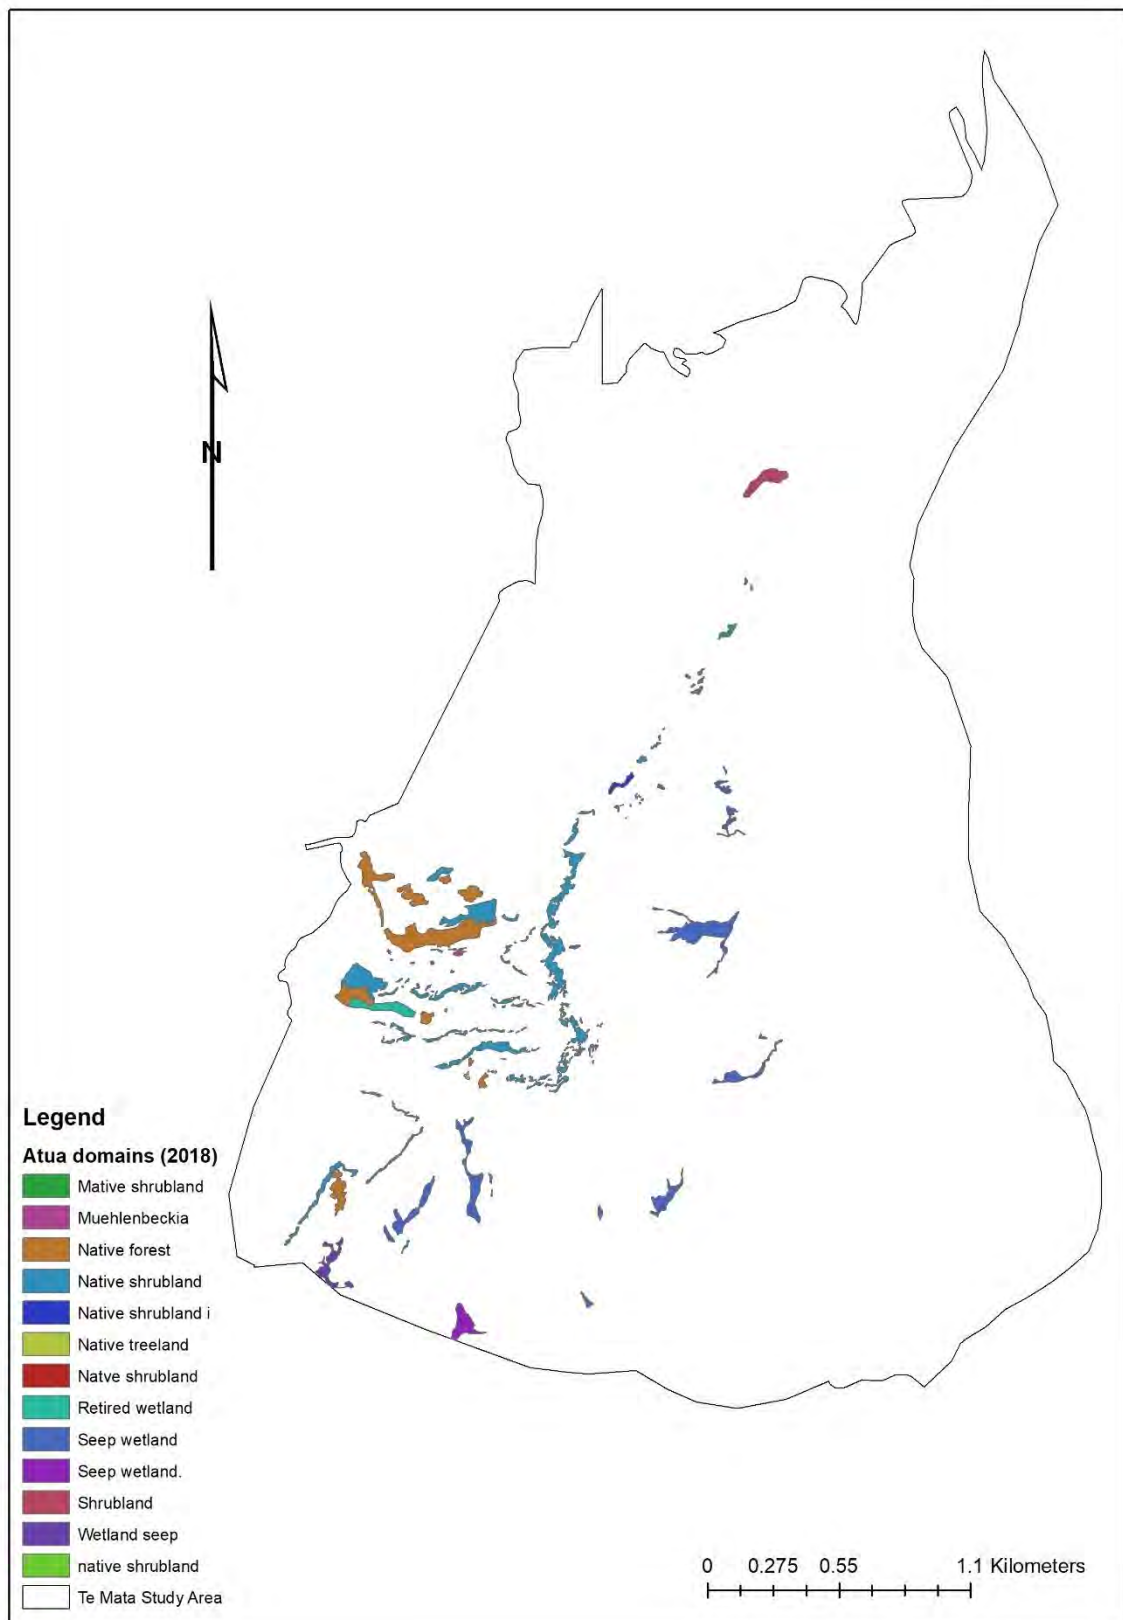 N
Legend
Atua domains (2018)
Mative shrubland
Muehlenbeckia
Native forest
Native shrubland
Native shrubland i
Native treeland
Natve shrubland
Retired wetland
Seep wetland
Seep wetland.
Shrubland
Wetland seep
native shrubland
Te Mata Study Area
0 0.275 0.55 1.1 Kilometers